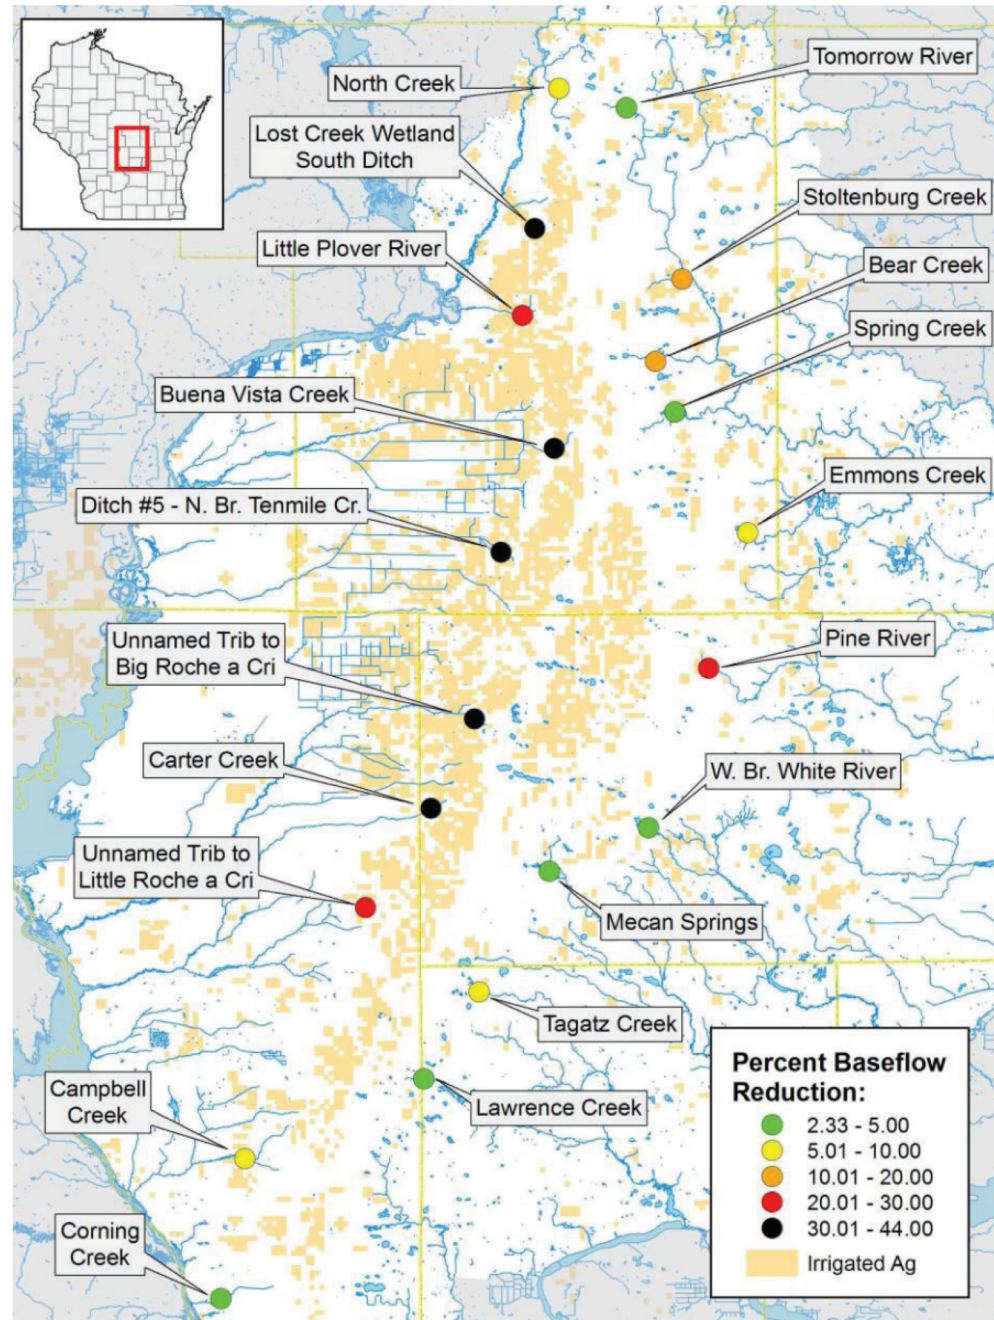 North Creek
Tomorrow River
Lost Creek Wetland
South Ditch
Stoltenburg Creek
Little Plover River
Bear Creek
Spring Creek
Buena Vista Creek
Emmons Creek
Ditch #5 - N. Br. Tenmile Cr.
Unnamed Trib to
Big Roche a Cri
Pine River
Carter Creek
W. Br. White River
Unnamed Trib to
Little Roche a Cri
Mecan Springs
Tagatz Creek
Campbell
Creek
Lawrence Creek
Corning
Creek
Percent Baseflow
Reduction:
2.33 - 5.00
5.01 - 10.00
10.01 - 20.00
20.01 - 30.00
30.01 - 44.00
Irrigated Ag